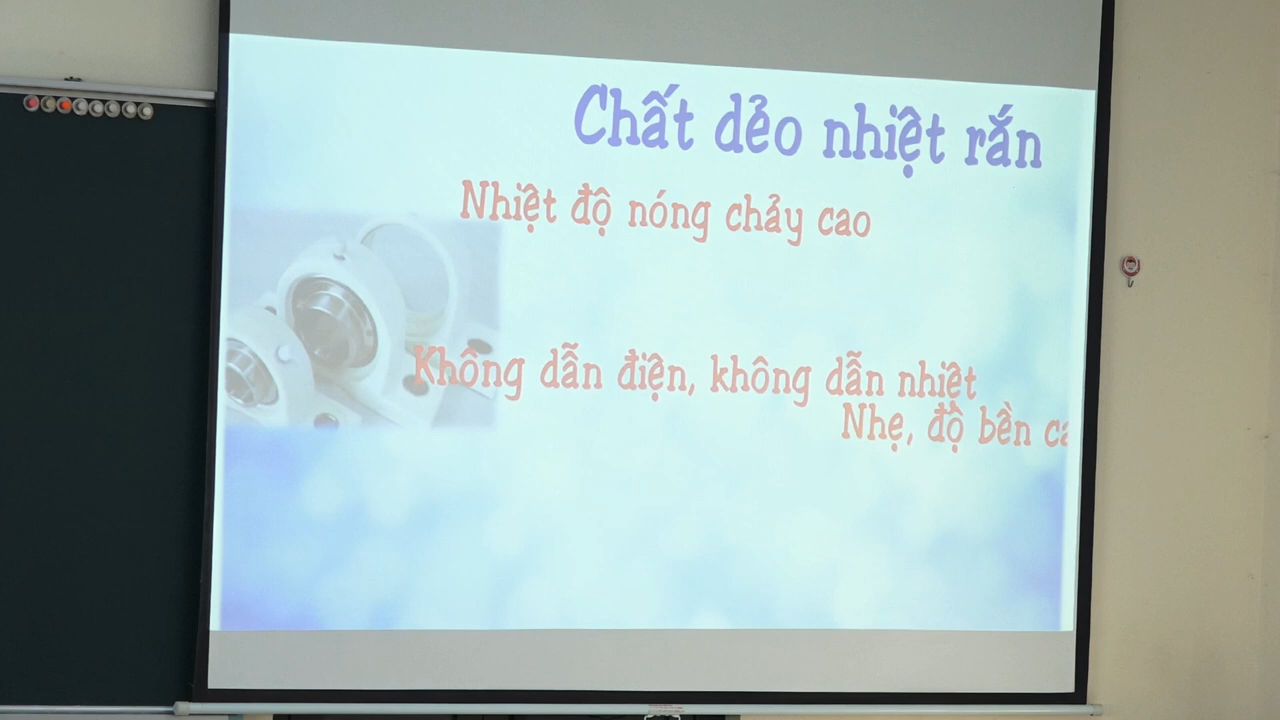 Chất dẻo nhiệt rắn
Nhiệt độ nóng chảy cao
Không dẫn điện, không dẫn nhiệt
Nhẹ, độ bền